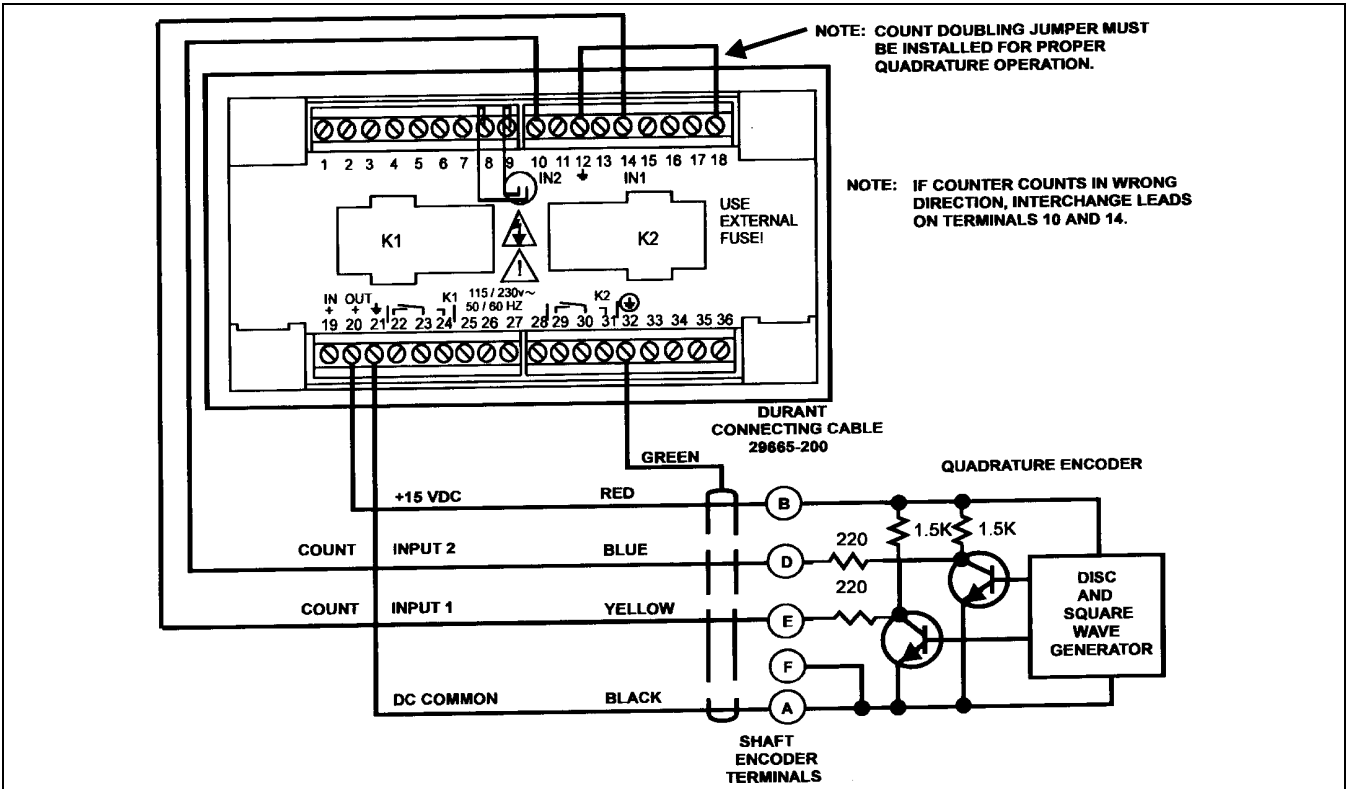 NOTE: COUNT DOUBLING JUMPER MUST
BE INSTALLED FOR PROPER
QUADRATURE OPERATION.
1 2 3 4 5 6 7 8 9 10 11 12 13 14 15 16 17 18
IN2 IN1
NOTE: IF COUNTER COUNTS IN WRONG
DIRECTION, INTERCHANGE LEADS
ON TERMINALS 10 AND 14.
USE
EXTERNAL
FUSE!
K1
K2
!
IN OUT K1 115 / 230v~ K2
+ + 50 / 60 HZ
19 20 21 22 23 24 25 26 27 28 29 30 31 32 33 34 35 36
DURANT
CONNECTING CABLE
29665-200
GREEN
QUADRATURE ENCODER
+15 VDC RED B
1.5K 1.5K
220
COUNT INPUT 2 BLUE D
220
COUNT INPUT 1 YELLOW E
DISC
AND
SQUARE
WAVE
GENERATOR
F
DC COMMON BLACK A
SHAFT
ENCODER
TERMINALS